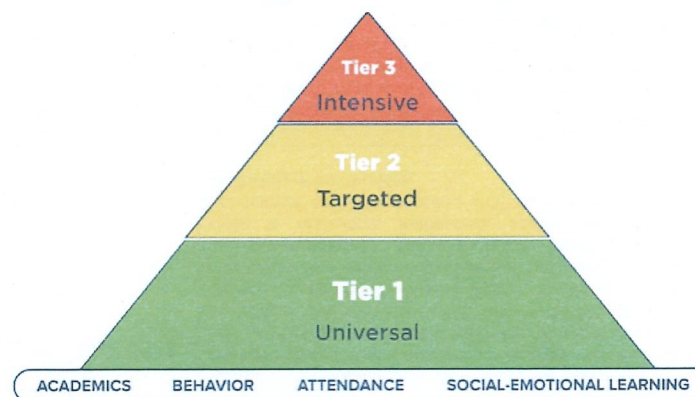 Tier 3
Intensive
Tier 2
Targeted
Tier 1
Universal
ACADEMICS BEHAVIOR ATTENDANCE SOCIAL-EMOTIONAL LEARNING